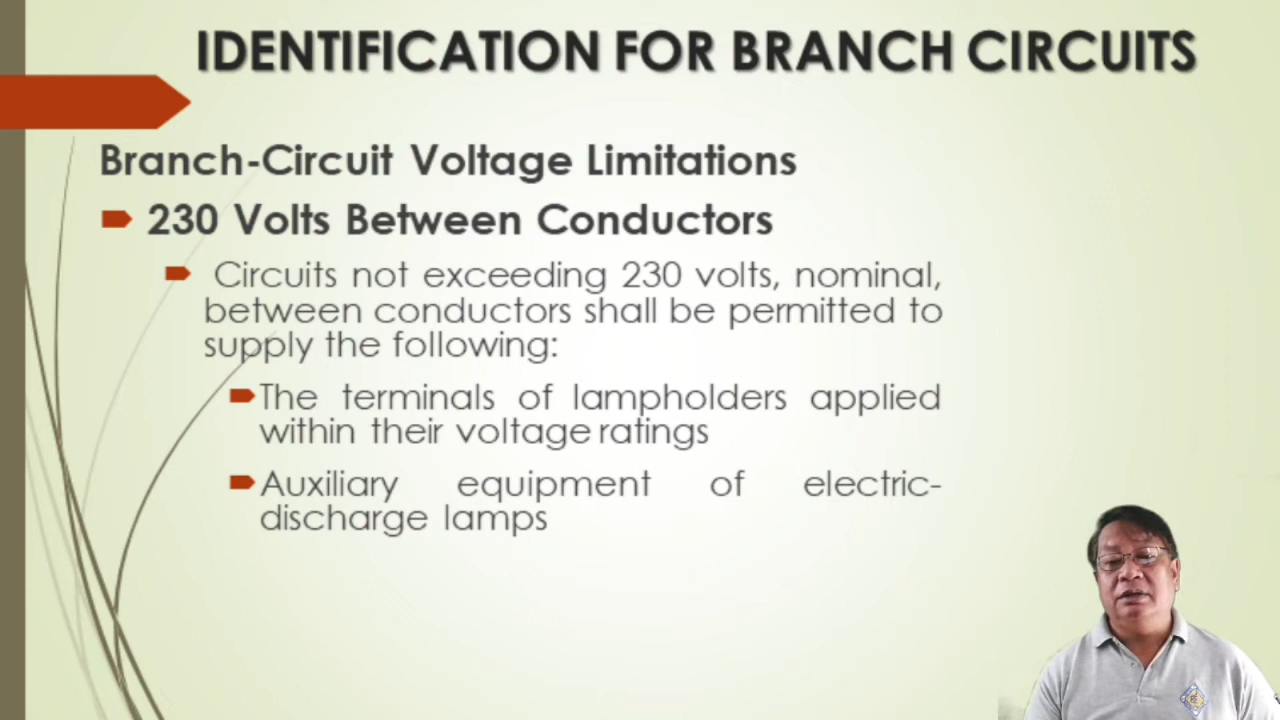 IDENTIFICATION FOR BRANCH CIRCUITS
Branch-Circuit Voltage Limitations
230 Volts Between Conductors
Circuits not exceeding 230 volts, nominal,
between conductors shall be permitted to
supply the following:
The terminals of lampholders applied
within their voltage ratings
Auxiliary equipment of electric-
discharge lamps